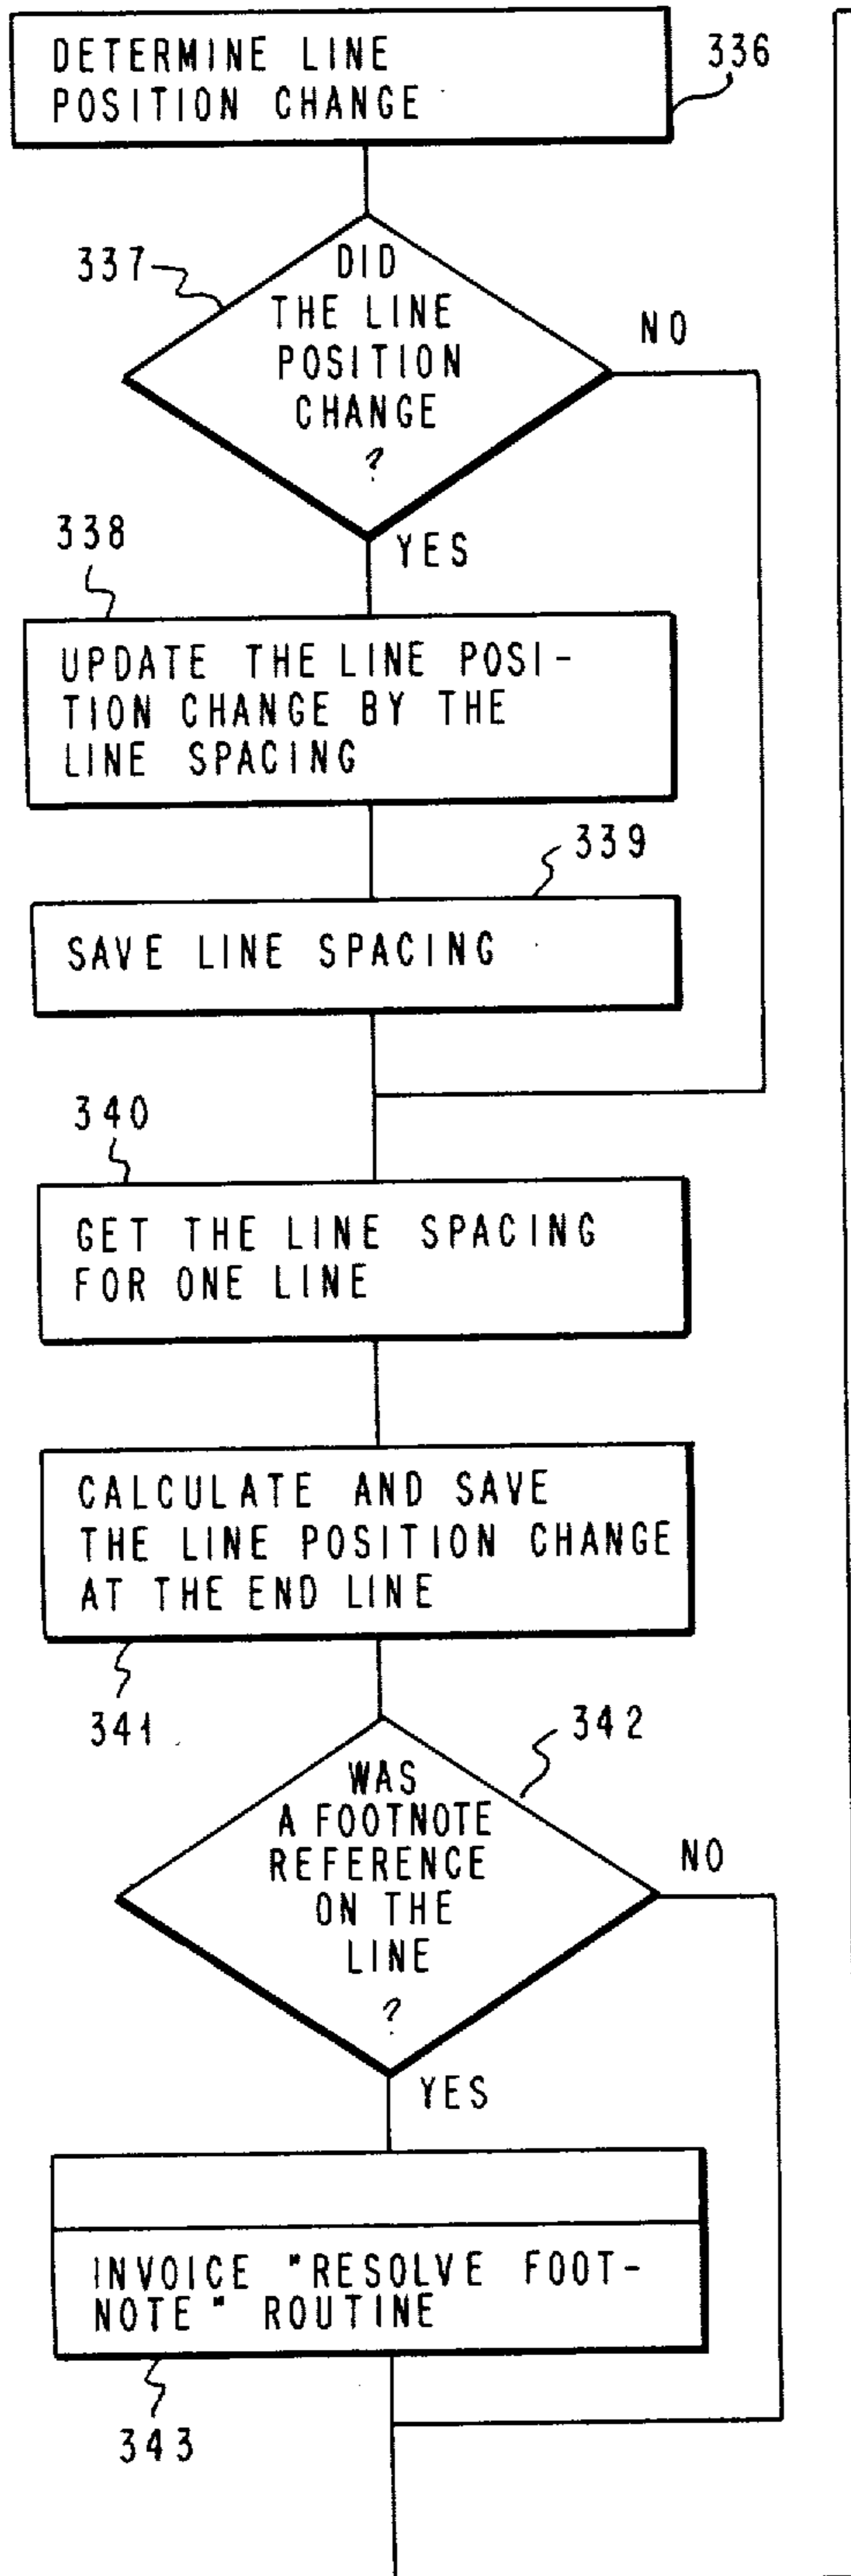 DETERMINE LINE
POSITION CHANGE
336
337
DID
THE LINE
POSITION
CHANGE
?
NO
YES
338
UPDATE THE LINE POSI-
TION CHANGE BY THE
LINE SPACING
339
SAVE LINE SPACING
340
GET THE LINE SPACING
FOR ONE LINE
CALCULATE AND SAVE
THE LINE POSITION CHANGE
AT THE END LINE
341
342
WAS
A FOOTNOTE
REFERENCE
ON THE
LINE
?
NO
YES
INVOICE "RESOLVE FOOT-
NOTE" ROUTINE
343